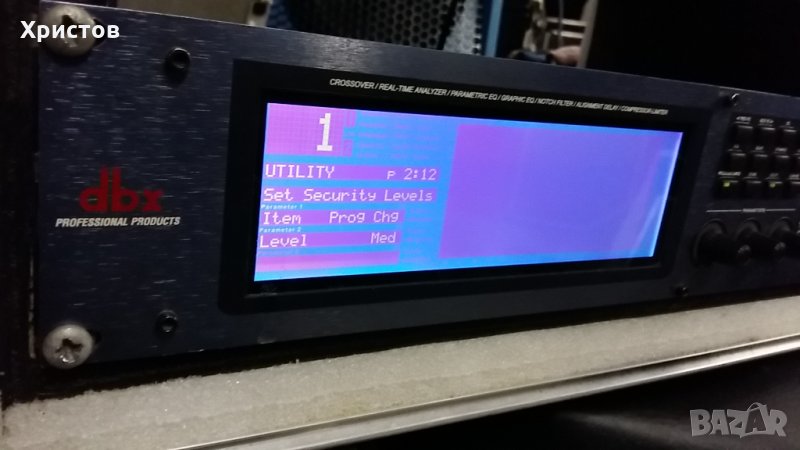 Христов
CROSSOVER / REAL-TIME ANALYZER / PARAMETRIC EQ / GRAPHIC EQ / NOTCH FILTER / ALIGNMENT DELAY / COMPRESSOR-LIMITER
1
UTILITY p 2:12
Set Security Levels
Parameter 1
Item Prog Chg
Parameter 2
Level Med
dbx
PROFESSIONAL PRODUCTS
BAZAR